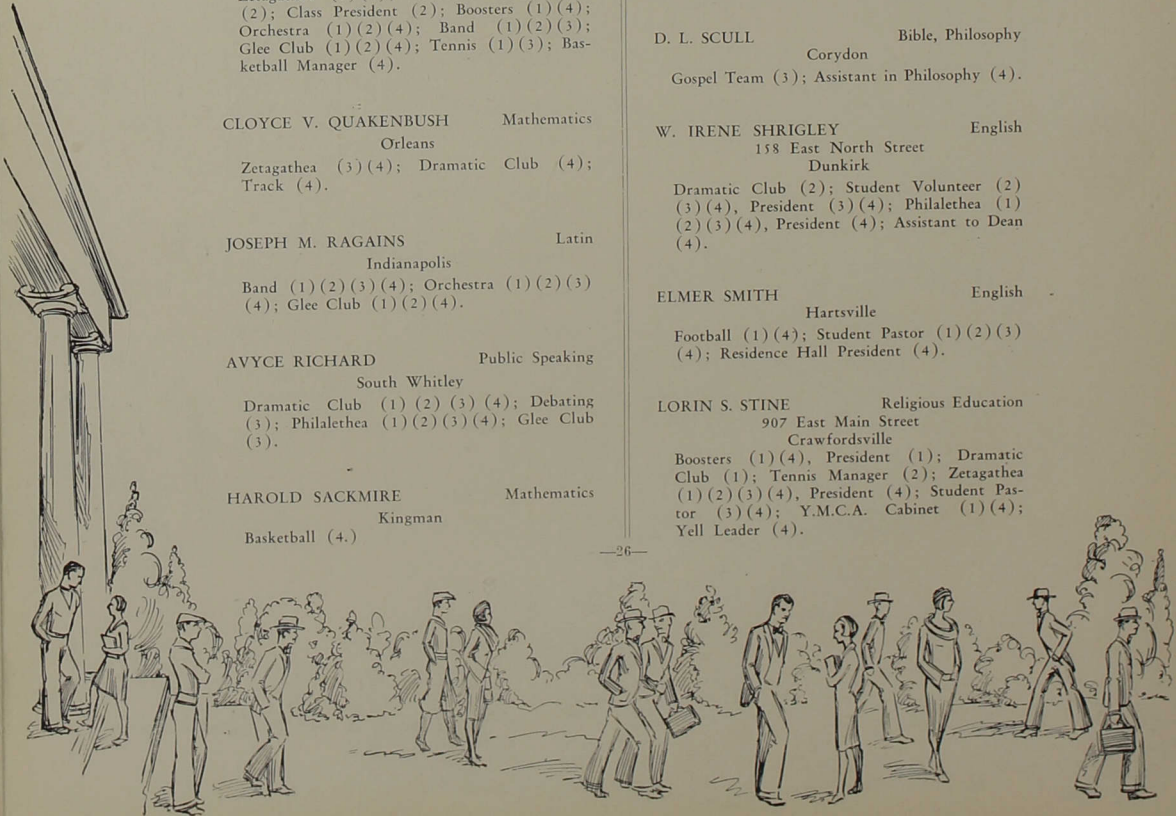 (2); Class President (2); Boosters (1)(4);
Orchestra (1)(2)(4); Band (1)(2)(3);
Glee Club (1)(2)(4); Tennis (1)(3); Bas-
ketball Manager (4).
CLOYCE V. QUAKENBUSH Mathematics
Orleans
Zetagathea (3)(4); Dramatic Club (4);
Track (4).
JOSEPH M. RAGAINS Latin
Indianapolis
Band (1)(2)(3)(4); Orchestra (1)(2)(3)
(4); Glee Club (1)(2)(4).
AVYCE RICHARD Public Speaking
South Whitley
Dramatic Club (1) (2) (3) (4); Debating
(3); Philalethea (1)(2)(3)(4); Glee Club
(3).
HAROLD SACKMIRE Mathematics
Kingman
Basketball (4.)
D. L. SCULL Bible, Philosophy
Corydon
Gospel Team (3); Assistant in Philosophy (4).
W. IRENE SHRIGLEY English
158 East North Street
Dunkirk
Dramatic Club (2); Student Volunteer (2)
(3)(4), President (3)(4); Philalethea (1)
(2)(3)(4), President (4); Assistant to Dean
(4).
ELMER SMITH English
Hartsville
Football (1)(4); Student Pastor (1)(2)(3)
(4); Residence Hall President (4).
LORIN S. STINE Religious Education
907 East Main Street
Crawfordsville
Boosters (1)(4), President (1); Dramatic
Club (1); Tennis Manager (2); Zetagathea
(1)(2)(3)(4), President (4); Student Pas-
tor (3)(4); Y.M.C.A. Cabinet (1)(4);
Yell Leader (4).
—26—